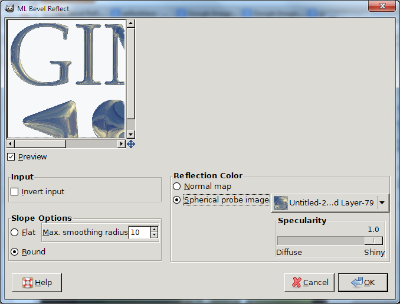 ML Bevel Reflect
GIM
Preview
Input
Invert input
Slope Options
Flat Max. smoothing radius 10
Round
Reflection Color
Normal map
Spherical probe image Untitled-2...d Layer-79
Specularity
1.0
Diffuse Shiny
Help Cancel OK